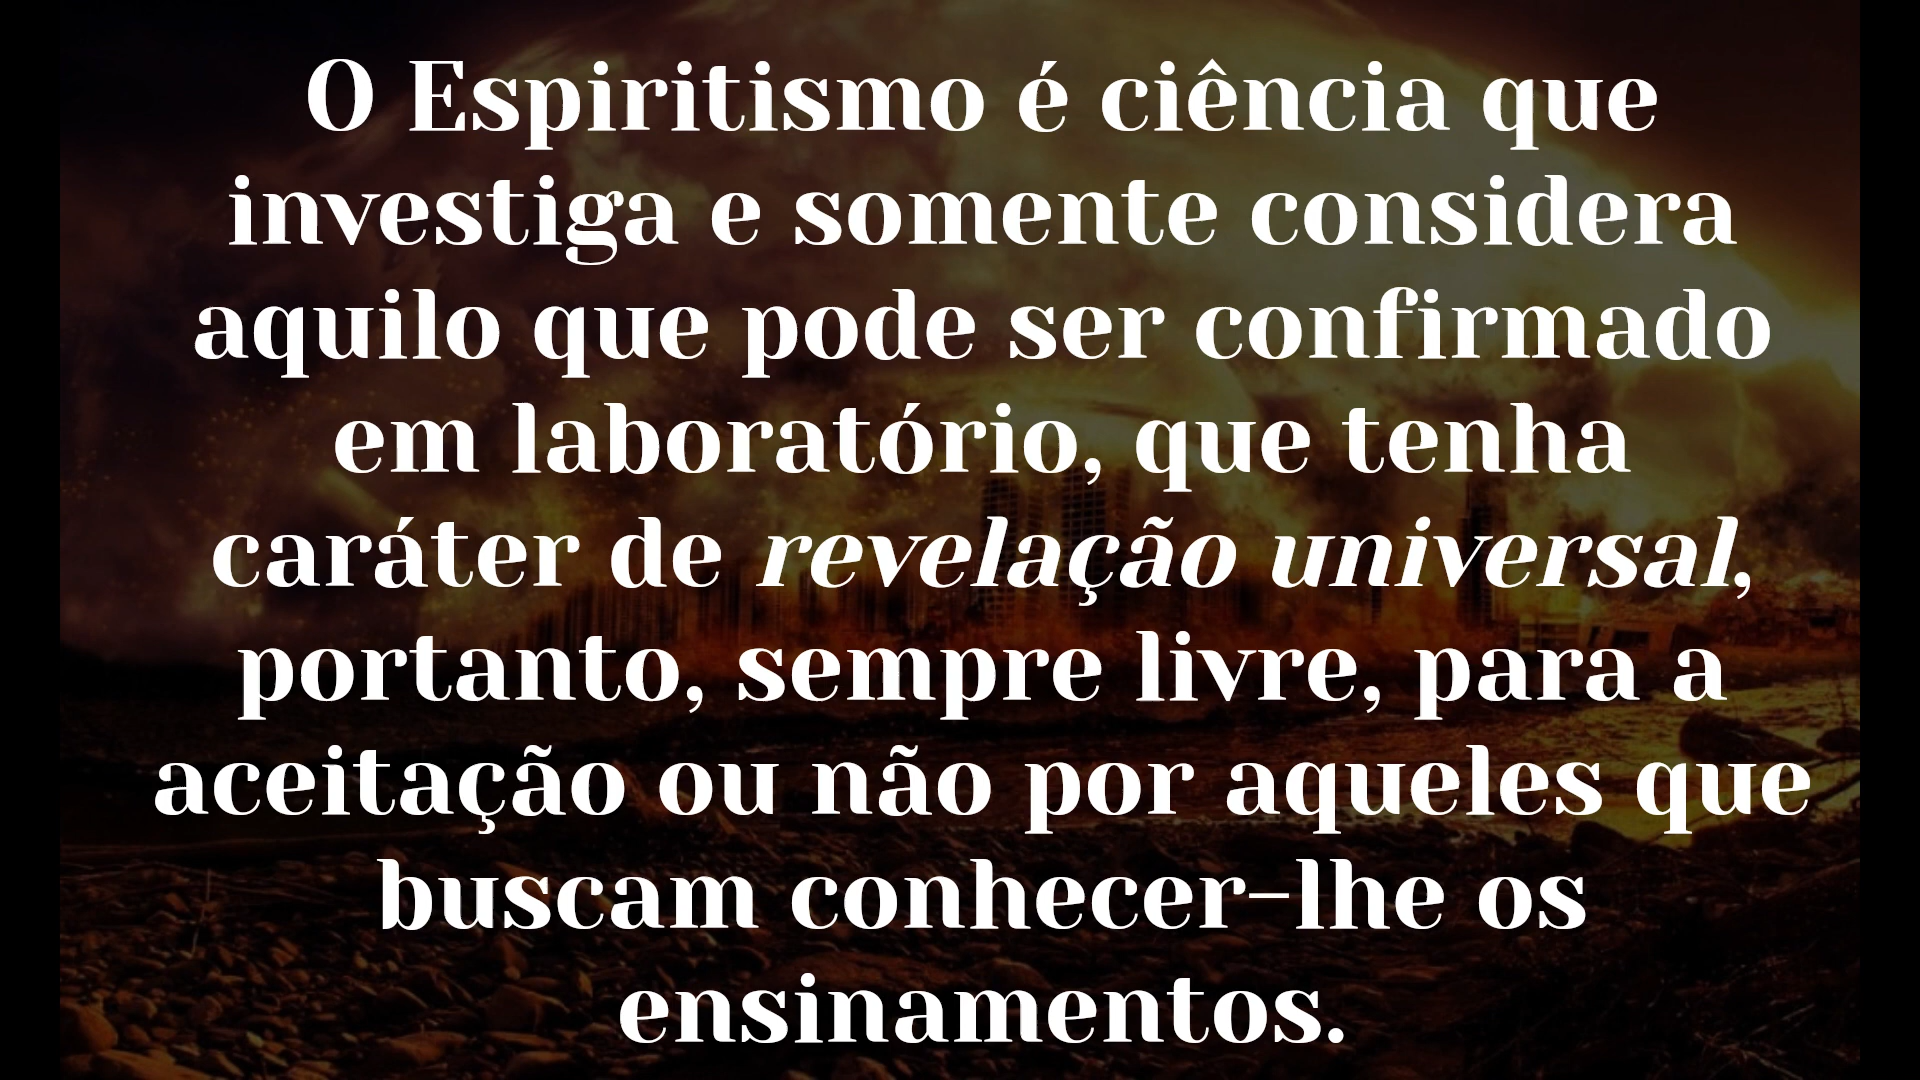 O Espiritismo é ciência que
investiga e somente considera
aquilo que pode ser confirmado
em laboratório, que tenha
caráter de revelação universal,
portanto, sempre livre, para a
aceitação ou não por aqueles que
buscam conhecer-lhe os
ensinamentos.